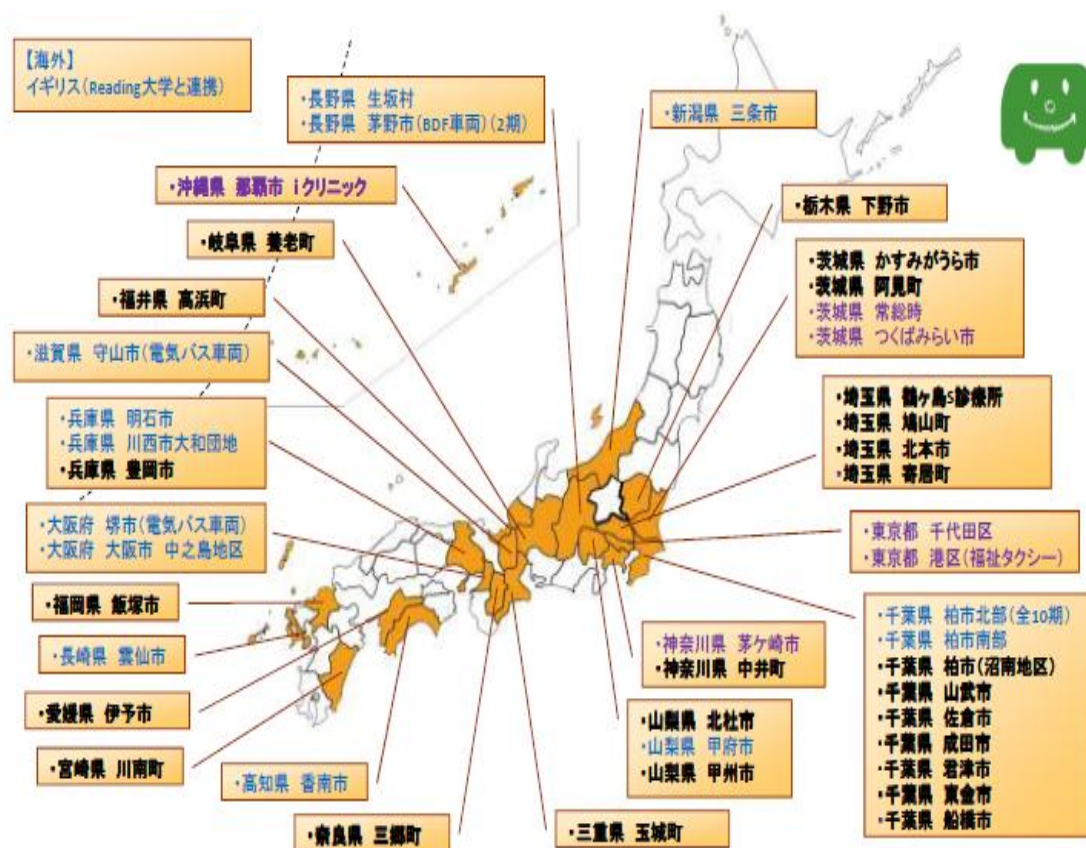 【海外】
イギリス(Reading大学と連携)
・長野県 生坂村
・長野県 茅野市(BDF車両)(2期)
・新潟県 三条市
・沖縄県 那覇市 iクリニック
・岐阜県 養老町
・福井県 高浜町
・滋賀県 守山市(電気バス車両)
・兵庫県 明石市
・兵庫県 川西市大和団地
・兵庫県 豊岡市
・大阪府 堺市(電気バス車両)
・大阪府 大阪市 中之島地区
・福岡県 飯塚市
・長崎県 雲仙市
・愛媛県 伊予市
・宮崎県 川南町
・高知県 香南市
・奈良県 三郷町
・三重県 玉城町
・栃木県 下野市
・茨城県 かすみがうら市
・茨城県 阿見町
・茨城県 常総時
・茨城県 つくばみらい市
・埼玉県 鶴ヶ島S診療所
・埼玉県 鳩山町
・埼玉県 北本市
・埼玉県 寄居町
・東京都 千代田区
・東京都 港区(福祉タクシー)
・神奈川県 茅ケ崎市
・神奈川県 中井町
・山梨県 北杜市
・山梨県 甲府市
・山梨県 甲州市
・千葉県 柏市北部(全10期)
・千葉県 柏市南部
・千葉県 柏市(沼南地区)
・千葉県 山武市
・千葉県 佐倉市
・千葉県 成田市
・千葉県 君津市
・千葉県 東金市
・千葉県 船橋市